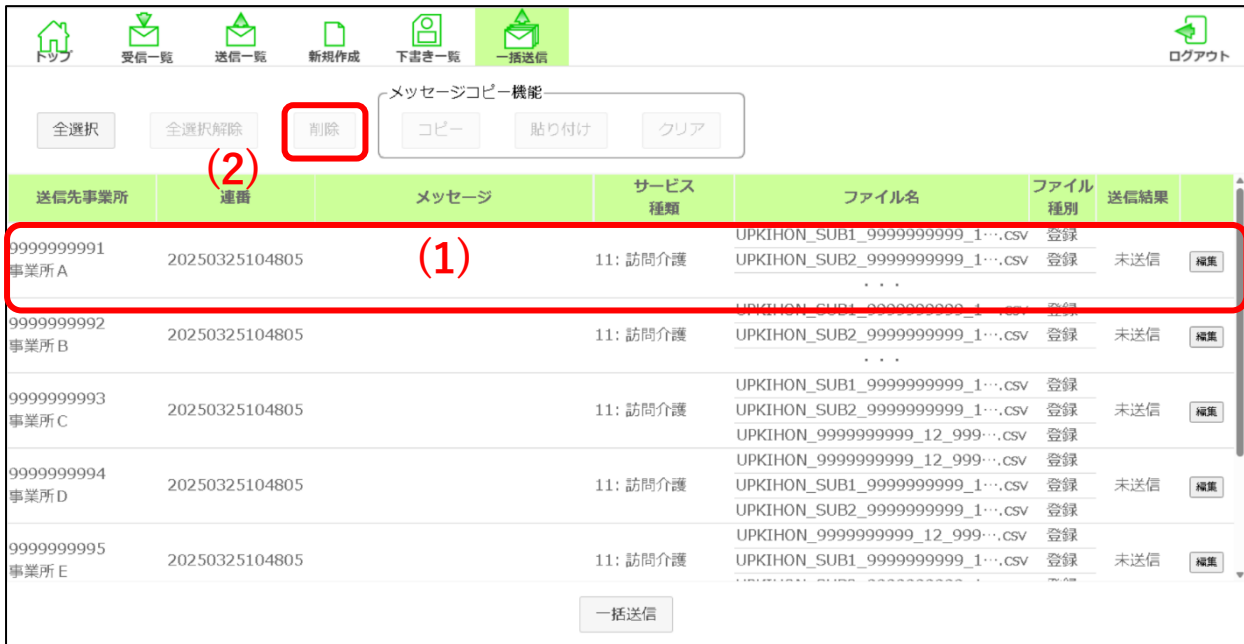 トップ 受信一覧 送信一覧 新規作成 下書き一覧 一括送信 ログアウト
メッセージコピー機能
全選択 全選択解除 削除 コピー 貼り付け クリア
(2)
送信先事業所 連番 メッセージ サービス種類 ファイル名 ファイル種別 送信結果
(1)
9999999991
事業所A
20250325104805
11: 訪問介護
UPKIHON_SUB1_9999999999_1….csv 登録
UPKIHON_SUB2_9999999999_1….csv 登録
・・・
未送信 編集
9999999992
事業所B
20250325104805
11: 訪問介護
UPKIHON_SUB1_9999999999_1….csv 登録
UPKIHON_SUB2_9999999999_1….csv 登録
・・・
未送信 編集
9999999993
事業所C
20250325104805
11: 訪問介護
UPKIHON_SUB1_9999999999_1….csv 登録
UPKIHON_SUB2_9999999999_1….csv 登録
UPKIHON_9999999999_12_999….csv 登録
未送信 編集
9999999994
事業所D
20250325104805
11: 訪問介護
UPKIHON_9999999999_12_999….csv 登録
UPKIHON_SUB1_9999999999_1….csv 登録
UPKIHON_SUB2_9999999999_1….csv 登録
未送信 編集
9999999995
事業所E
20250325104805
11: 訪問介護
UPKIHON_9999999999_12_999….csv 登録
UPKIHON_SUB1_9999999999_1….csv 登録
未送信 編集
一括送信